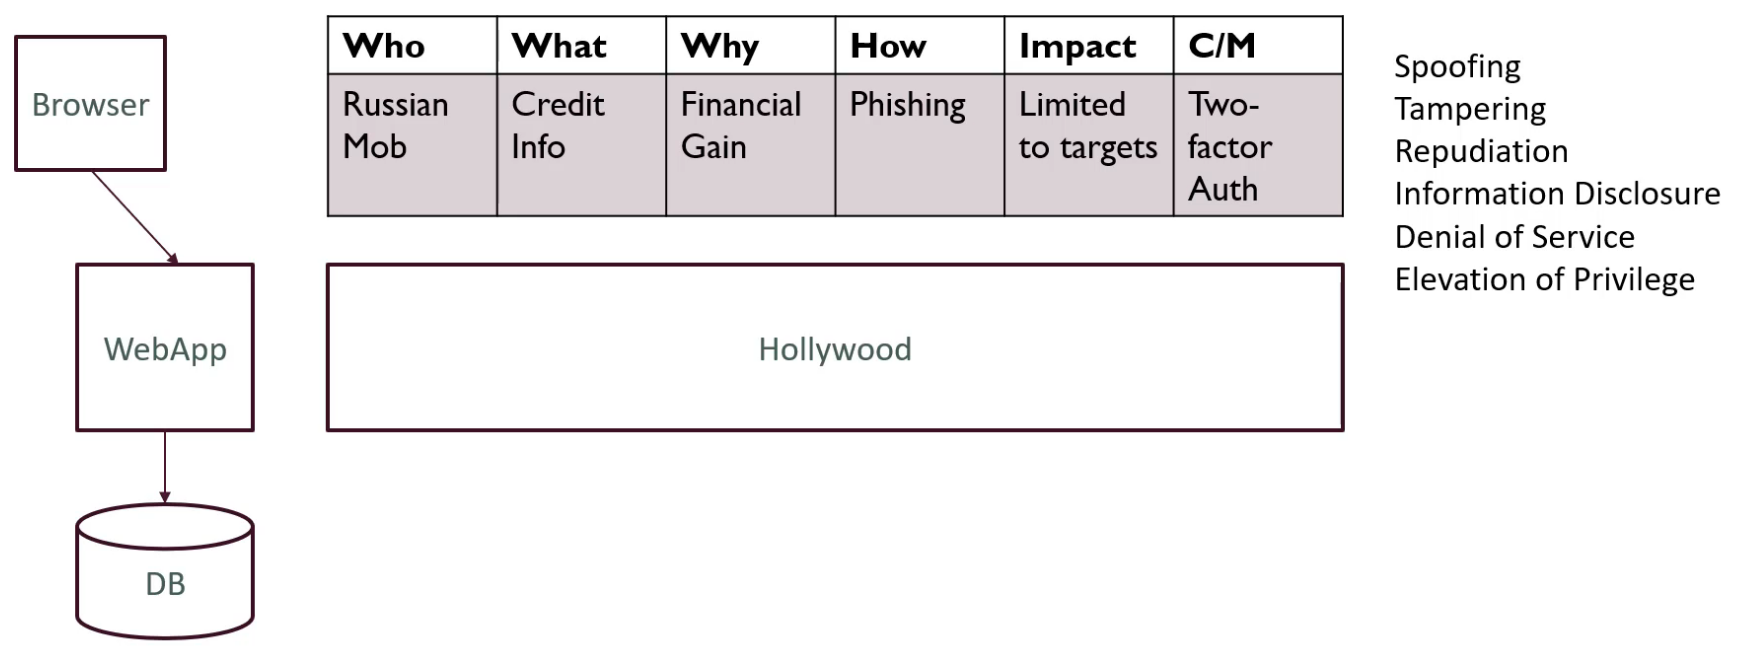 Browser
Who What Why How Impact C/M
Russian Mob Credit Info Financial Gain Phishing Limited to targets Two-factor Auth
Spoofing
Tampering
Repudiation
Information Disclosure
Denial of Service
Elevation of Privilege
WebApp
Hollywood
DB